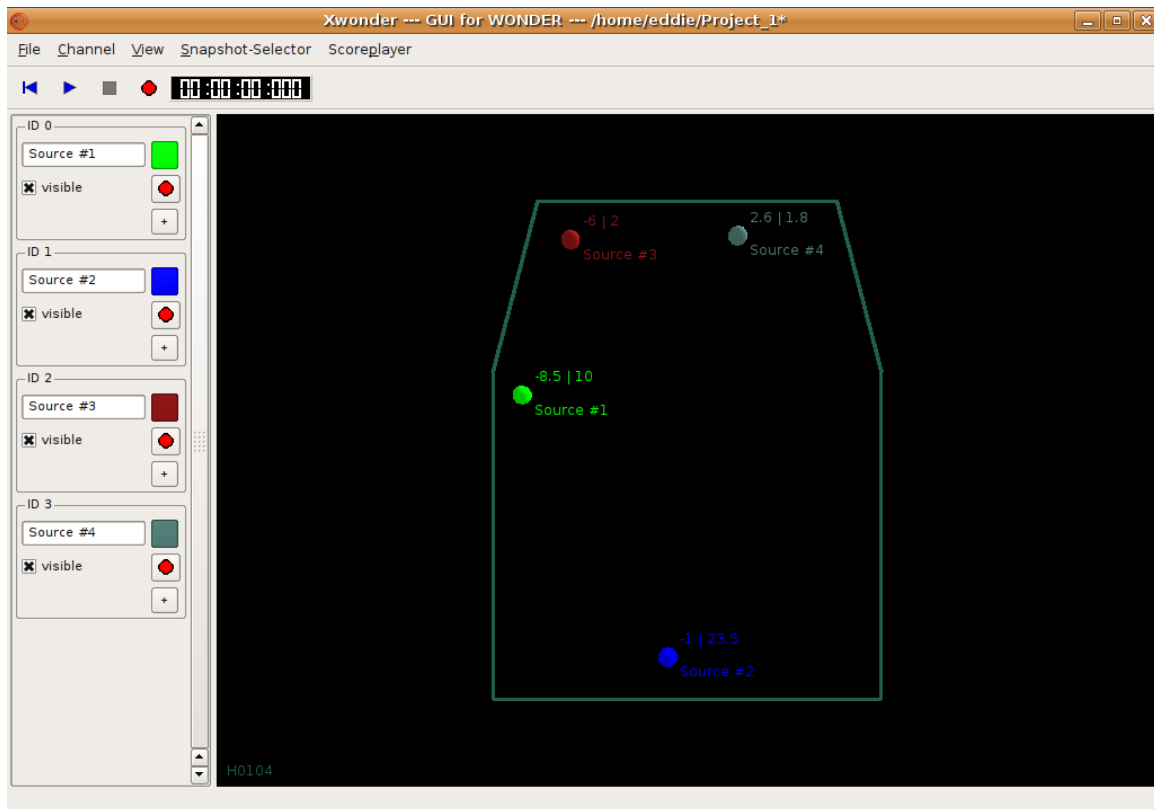 Xwonder --- GUI for WONDER --- /home/eddie/Project_1*
File Channel View Snapshot-Selector Scoreplayer
00:00:00:000
ID 0
Source #1
visible
+
ID 1
Source #2
visible
+
ID 2
Source #3
visible
+
ID 3
Source #4
visible
+
-6 | 2
Source #3
2.6 | 1.8
Source #4
-8.5 | 10
Source #1
-1 | 23.5
Source #2
H0104